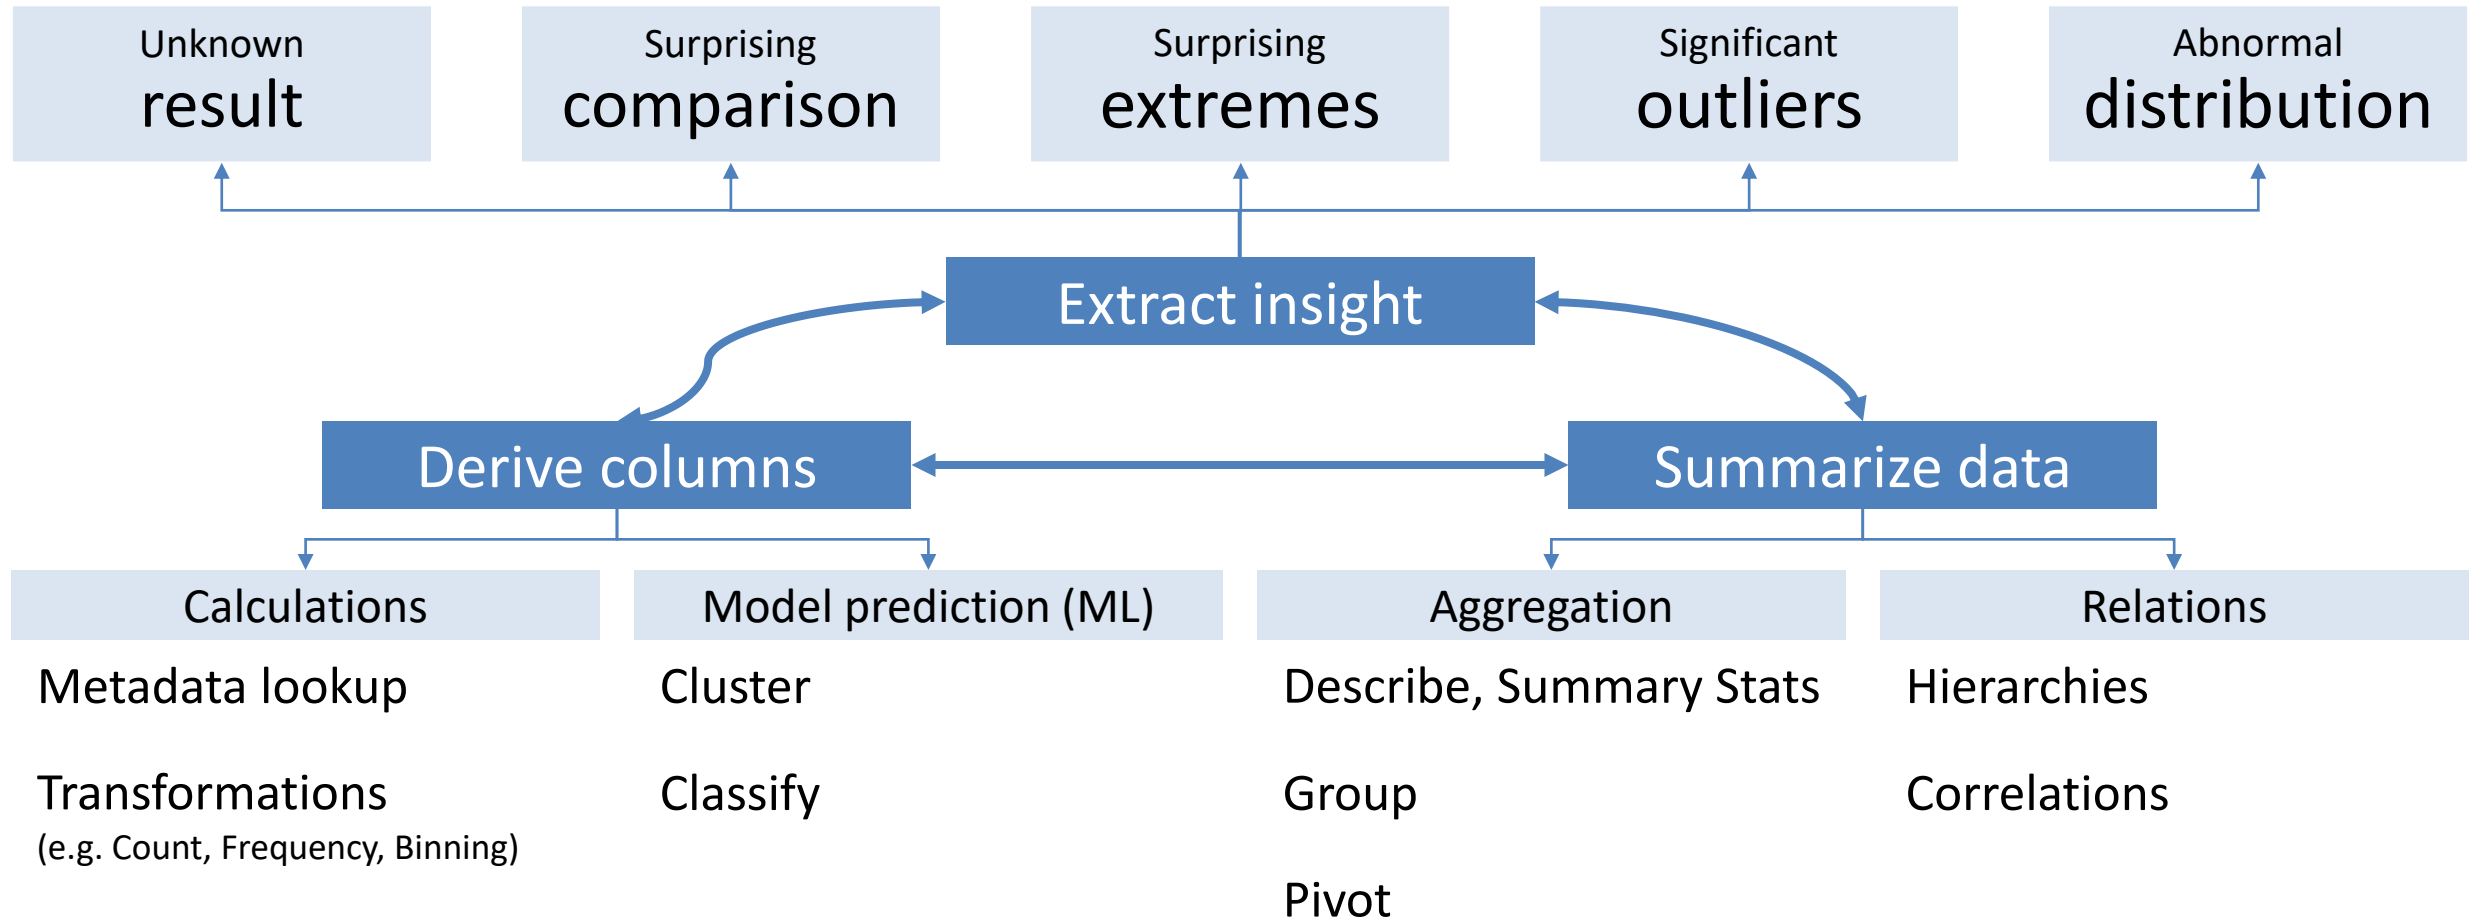 Unknown
result
Surprising
comparison
Surprising
extremes
Significant
outliers
Abnormal
distribution
Extract insight
Derive columns
Summarize data
Calculations
Metadata lookup
Transformations
(e.g. Count, Frequency, Binning)
Model prediction (ML)
Cluster
Classify
Aggregation
Describe, Summary Stats
Group
Pivot
Relations
Hierarchies
Correlations